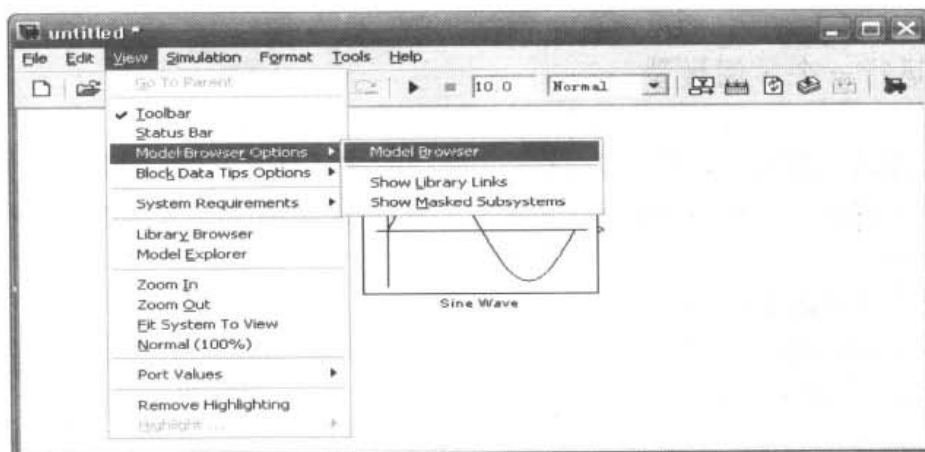 untitled *
File Edit View Simulation Format Tools Help
10.0 Normal
Go To Parent
Toolbar
Status Bar
Model Browser Options
Block Data Tips Options
System Requirements
Library Browser
Model Explorer
Zoom In
Zoom Out
Fit System To View
Normal (100%)
Port Values
Remove Highlighting
Highlight ...
Model Browser
Show Library Links
Show Masked Subsystems
Sine Wave